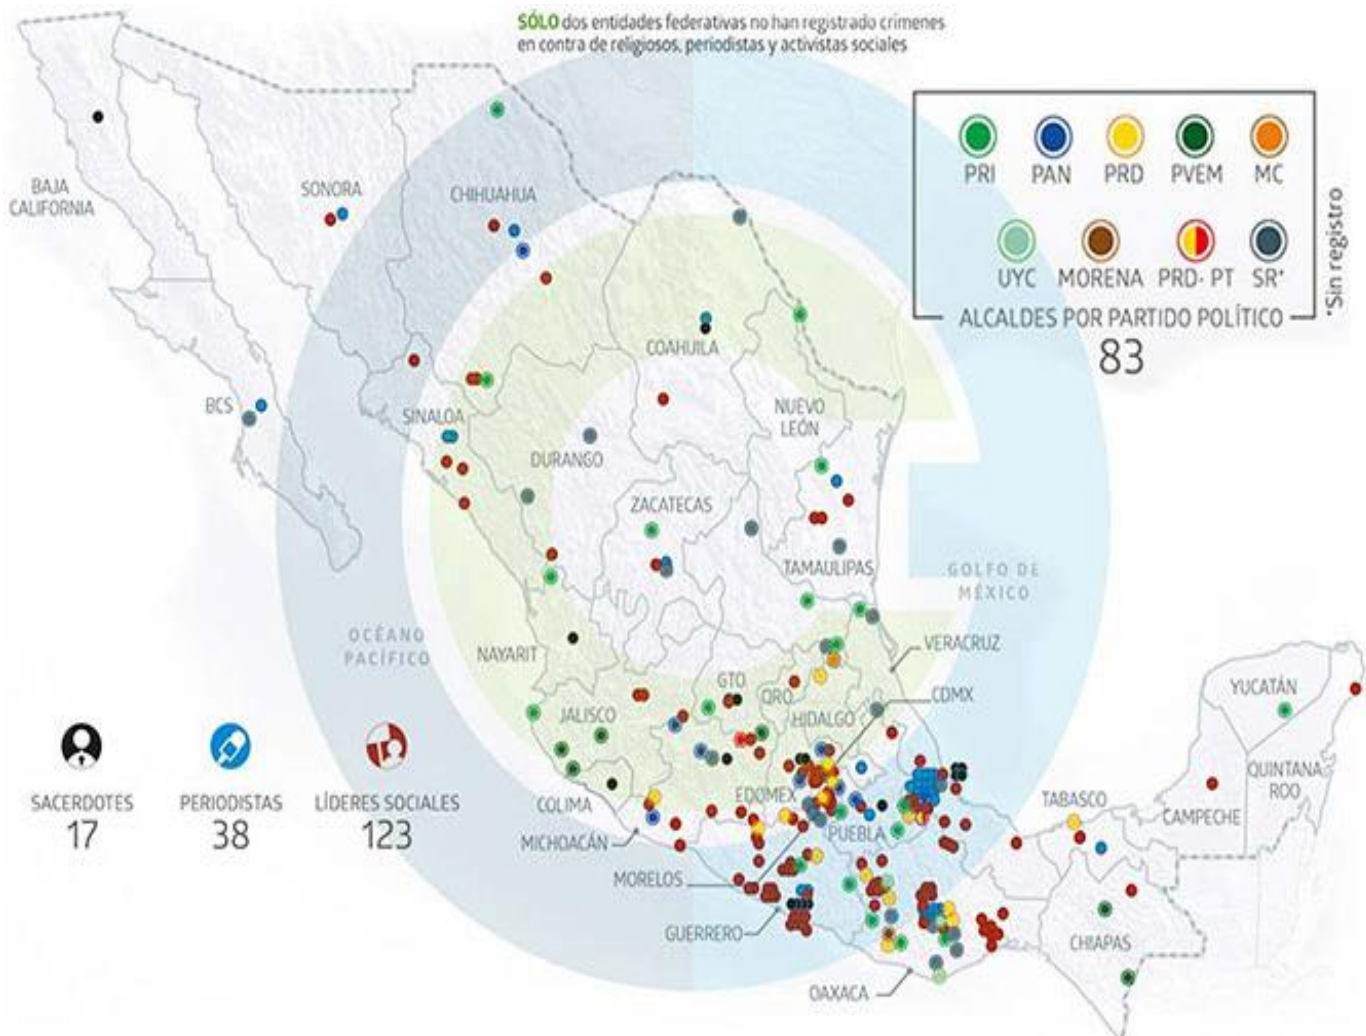 SÓLO dos entidades federativas no han registrado crímenes
en contra de religiosos, periodistas y activistas sociales
PRI PAN PRD PVEM MC
UYC MORENA PRD-PT SR*
*Sin registro
ALCALDES POR PARTIDO POLÍTICO
83
BAJA
CALIFORNIA
SONORA
CHIHUAHUA
COAHUILA
BCS
SINALOA
NUEVO
LEÓN
DURANGO
ZACATECAS
TAMAULIPAS
GOLFO DE
MÉXICO
OCÉANO
PACÍFICO
NAYARIT
VERACRUZ
GTO
QRO
CDMX
JALISCO
HIDALGO
YUCATÁN
QUINTANA
ROO
SACERDOTES
17
PERIODISTAS
38
LÍDERES SOCIALES
123
COLIMA
EDOMEX
TABASCO
CAMPECHE
MICHOACÁN
PUEBLA
MORELOS
GUERRERO
CHIAPAS
OAXACA